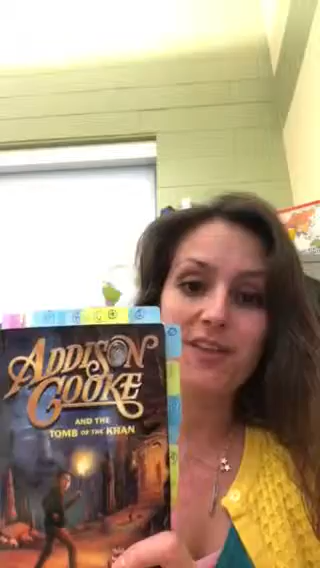 ADDISON
COOKE
AND THE
TOMB OF THE KHAN